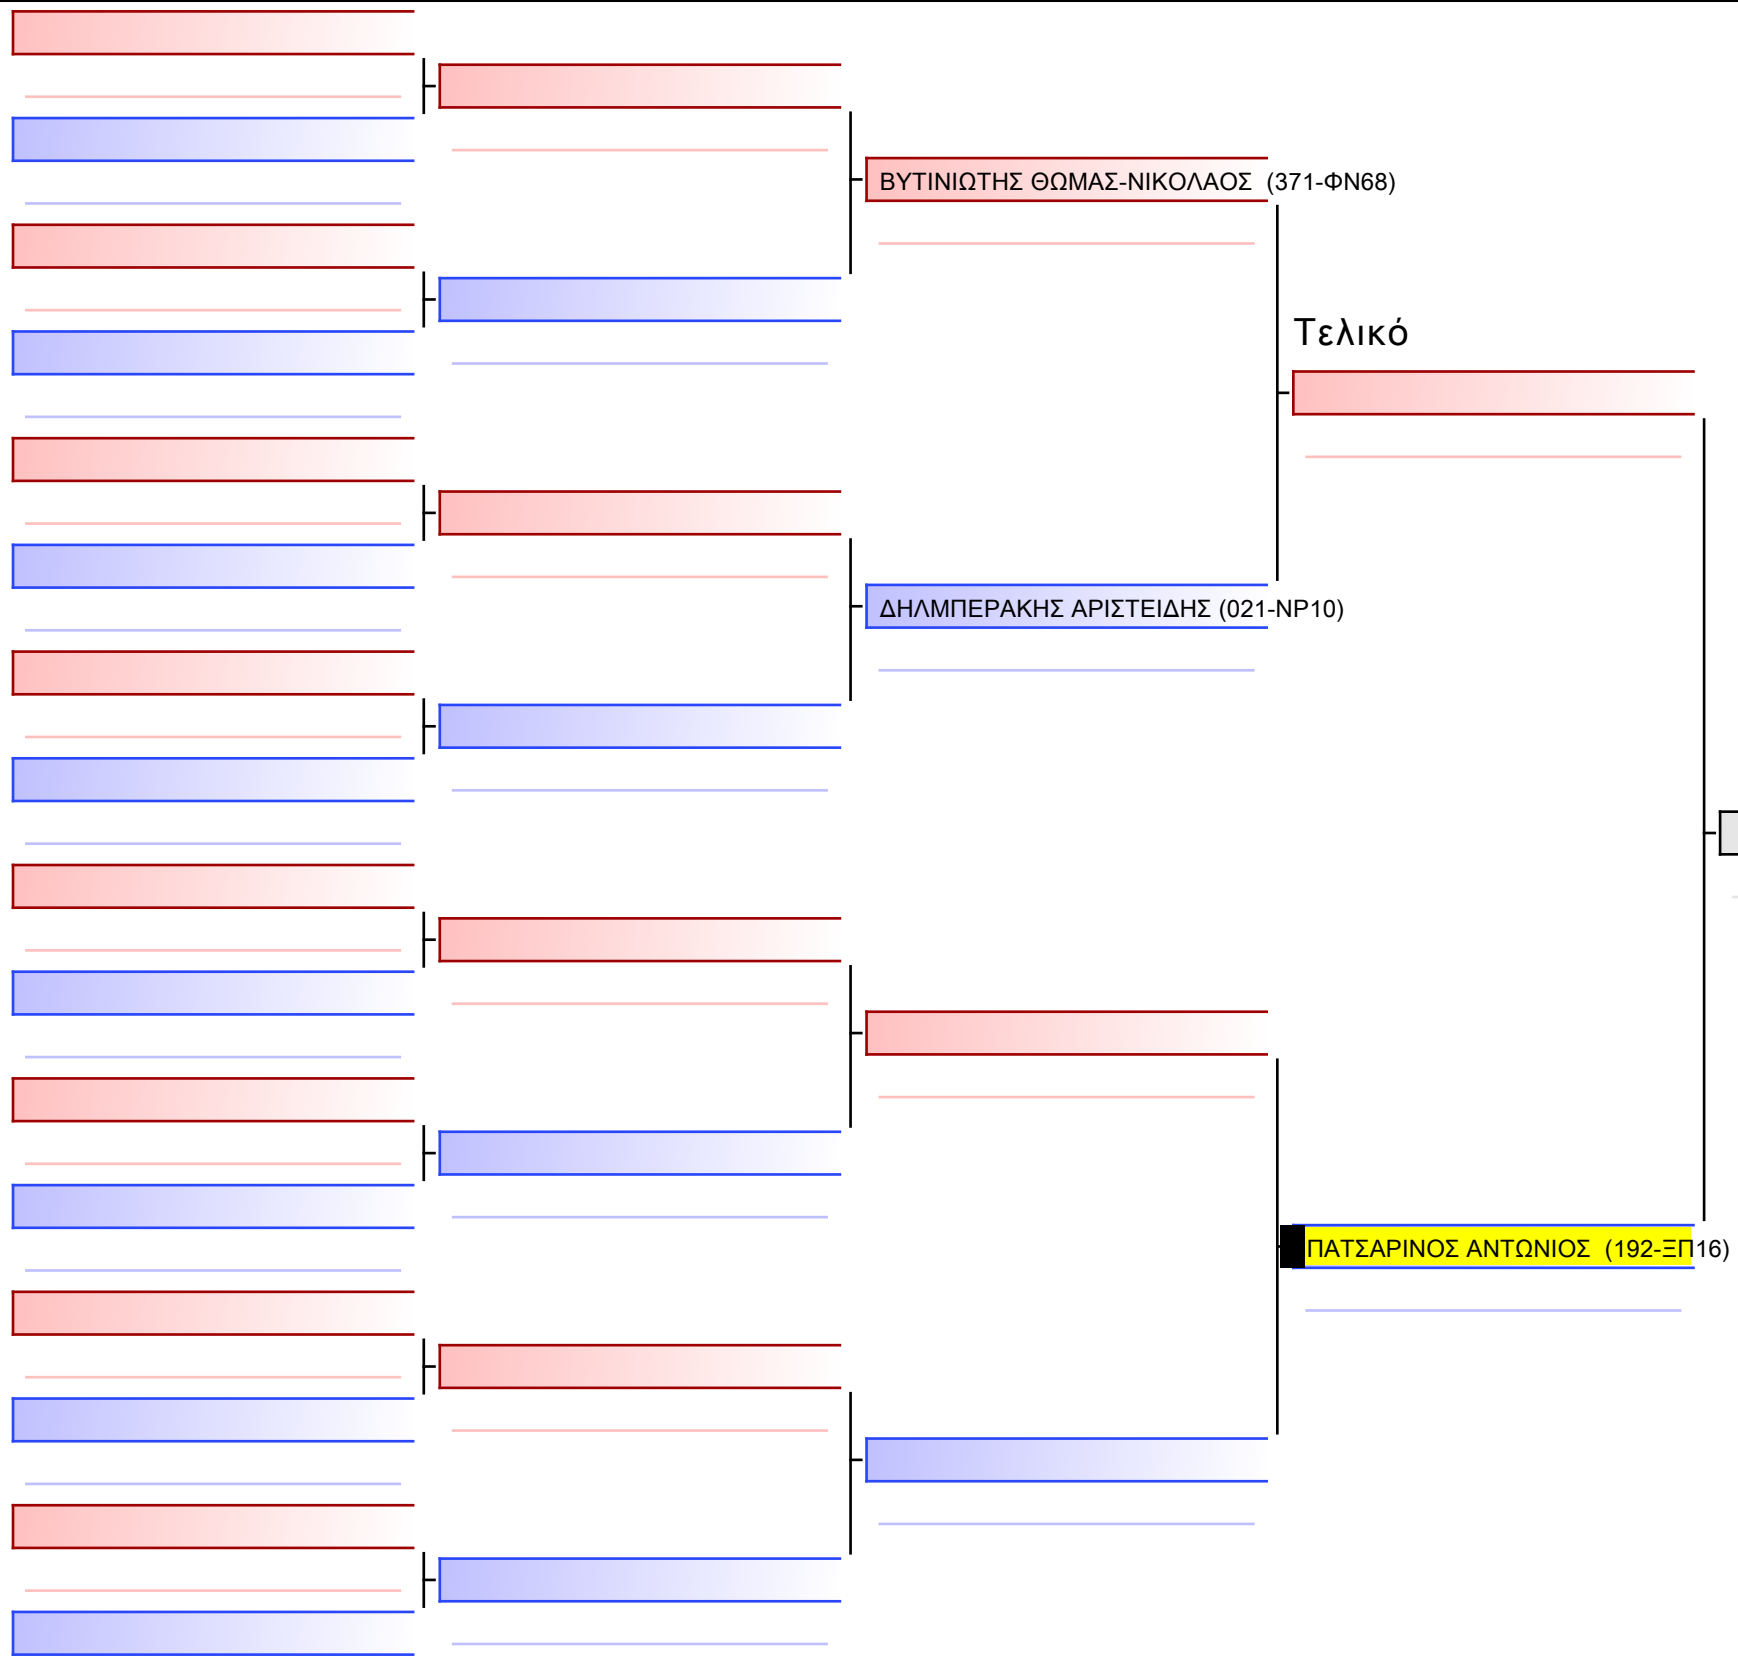 ΒΥΤΙΝΙΩΤΗΣ ΘΩΜΑΣ-ΝΙΚΟΛΑΟΣ (371-ΦΝ68)
Τελικό
ΔΗΛΜΠΕΡΑΚΗΣ ΑΡΙΣΤΕΙΔΗΣ (021-ΝΡ10)
ΠΑΤΣΑΡΙΝΟΣ ΑΝΤΩΝΙΟΣ (192-ΞΠ16)